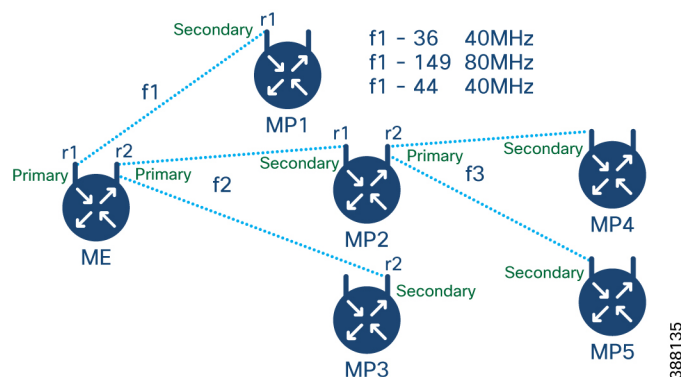 r1
Secondary
f1 - 36 40MHz
f1 - 149 80MHz
f1 - 44 40MHz
f1
MP1
r1 r2
Primary Primary
ME
r1 r2
Secondary Primary
f2
MP2
f3
Secondary
MP4
r2
Secondary
MP3
Secondary
MP5
388135